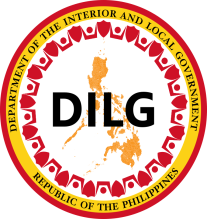 DEPARTMENT OF THE INTERIOR AND LOCAL GOVERNMENT
DILG
REPUBLIC OF THE PHILIPPINES